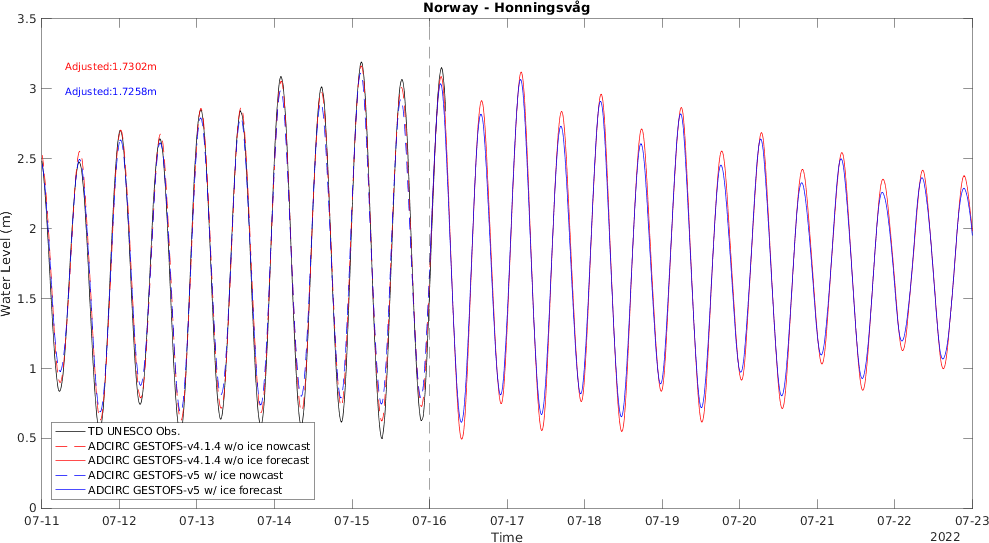 Norway - Honningsvåg
3.5
3
2.5
2
1.5
1
0.5
0
Water Level (m)
Adjusted:1.7302m
Adjusted:1.7258m
TD UNESCO Obs.
ADCIRC GESTOFS-v4.1.4 w/o ice nowcast
ADCIRC GESTOFS-v4.1.4 w/o ice forecast
ADCIRC GESTOFS-v5 w/ ice nowcast
ADCIRC GESTOFS-v5 w/ ice forecast
07-11 07-12 07-13 07-14 07-15 07-16 07-17 07-18 07-19 07-20 07-21 07-22 07-23
Time
2022